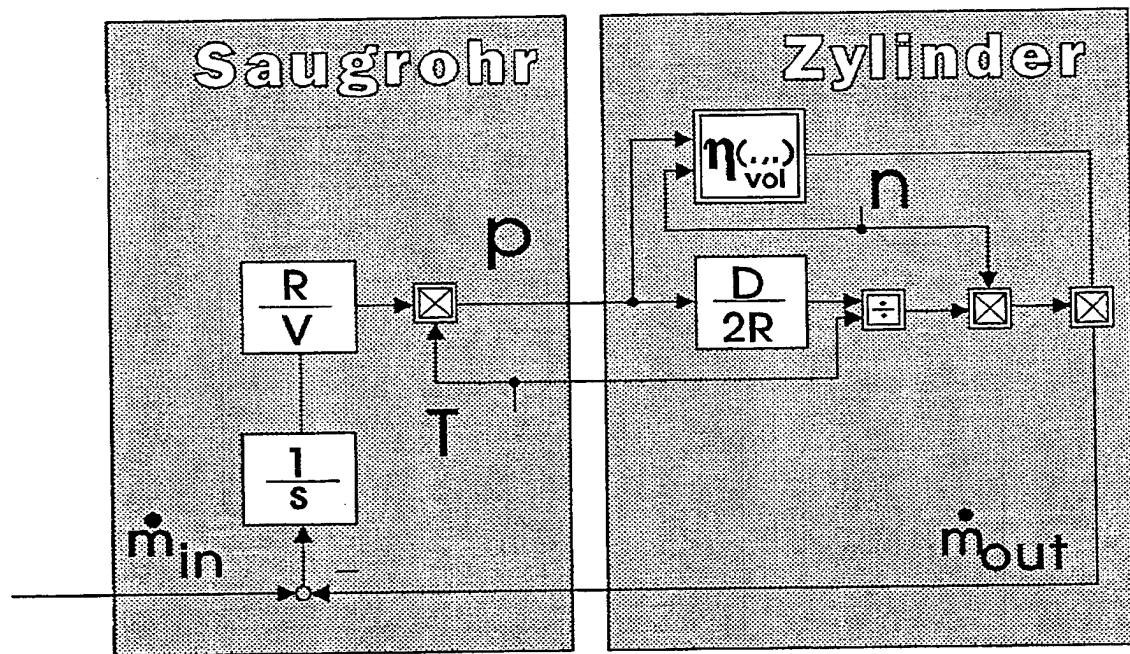 Saugrohr
Zylinder
η(.,.)
vol
n
p
R
V
D
2R
÷
T
1
s
ṁin
−
ṁout